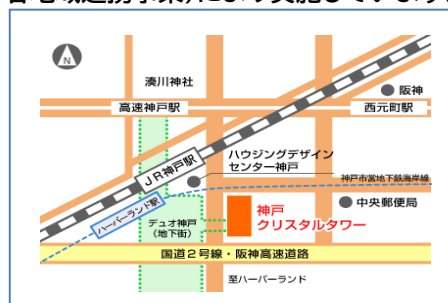 N
湊川神社
阪神
高速神戸駅
西元町駅
JR神戸駅
ハウジングデザイン
センター神戸
神戸市営地下鉄海岸線
ハーバーランド駅
中央郵便局
デュオ神戸
(地下街)
神戸
クリスタルタワー
国道2号線・阪神高速道路
至ハーバーランド